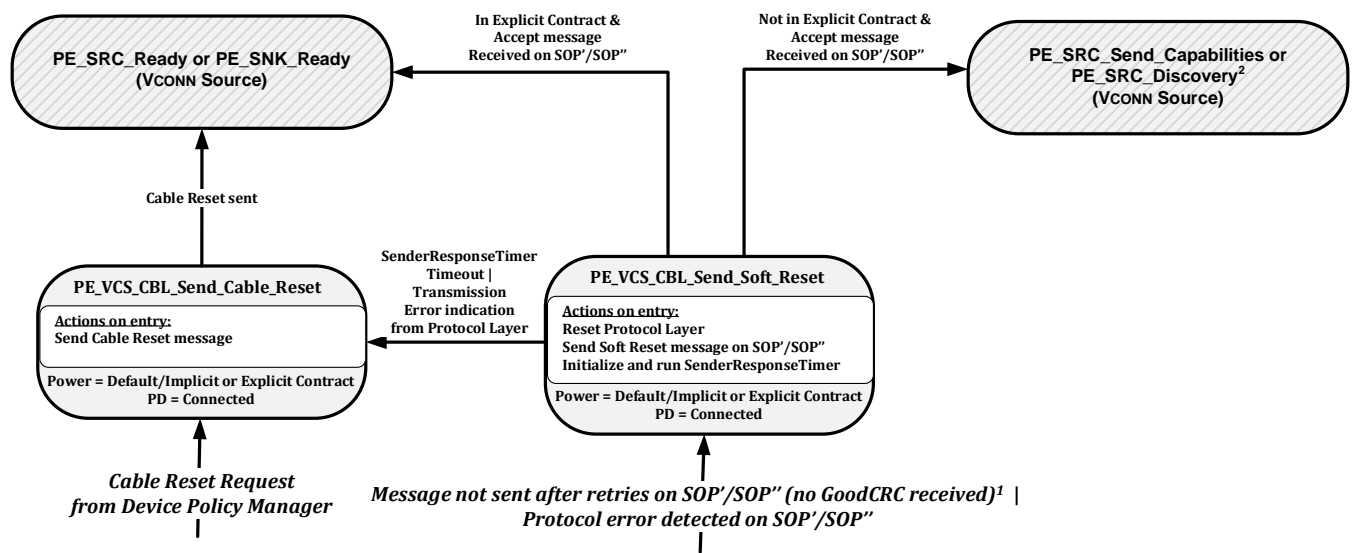 In Explicit Contract &
Accept message
Received on SOP'/SOP''
Not in Explicit Contract &
Accept message
Received on SOP'/SOP''
PE_SRC_Ready or PE_SNK_Ready
(VCONN Source)
PE_SRC_Send_Capabilities or
PE_SRC_Discovery²
(VCONN Source)
Cable Reset sent
SenderResponseTimer
Timeout |
Transmission
Error indication
from Protocol Layer
PE_VCS_CBL_Send_Cable_Reset
Actions on entry:
Send Cable Reset message
Power = Default/Implicit or Explicit Contract
PD = Connected
PE_VCS_CBL_Send_Soft_Reset
Actions on entry:
Reset Protocol Layer
Send Soft Reset message on SOP'/SOP''
Initialize and run SenderResponseTimer
Power = Default/Implicit or Explicit Contract
PD = Connected
Cable Reset Request
from Device Policy Manager
Message not sent after retries on SOP'/SOP'' (no GoodCRC received)¹ |
Protocol error detected on SOP'/SOP''